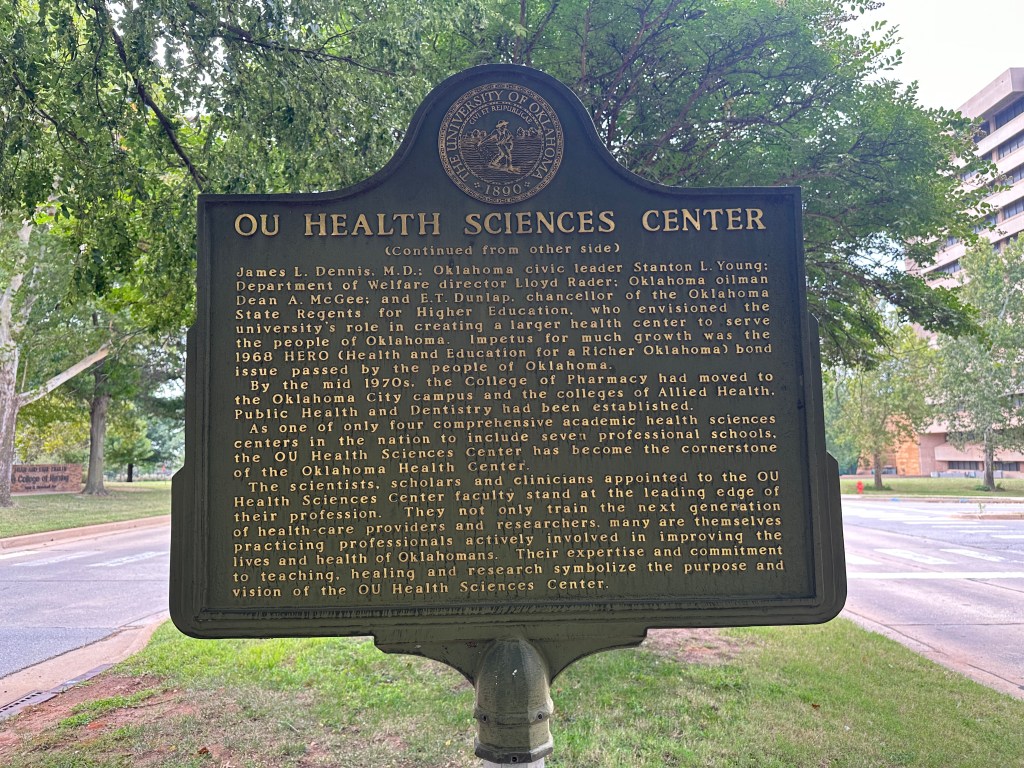 THE UNIVERSITY OF OKLAHOMA
CIVI ET REIPUBLICAE
1890
OU HEALTH SCIENCES CENTER
(Continued from other side)
James L. Dennis, M.D.; Oklahoma civic leader Stanton L. Young;
Department of Welfare director Lloyd Rader; Oklahoma oilman
Dean A. McGee; and E.T. Dunlap, chancellor of the Oklahoma
State Regents for Higher Education, who envisioned the
university's role in creating a larger health center to serve
the people of Oklahoma. Impetus for much growth was the
1968 HERO (Health and Education for a Richer Oklahoma) bond
issue passed by the people of Oklahoma.
By the mid 1970s, the College of Pharmacy had moved to
the Oklahoma City campus and the colleges of Allied Health,
Public Health and Dentistry had been established.
As one of only four comprehensive academic health sciences
centers in the nation to include seven professional schools,
the OU Health Sciences Center has become the cornerstone
of the Oklahoma Health Center.
The scientists, scholars and clinicians appointed to the OU
Health Sciences Center faculty stand at the leading edge of
their profession. They not only train the next generation
of health-care providers and researchers, many are themselves
practicing professionals actively involved in improving the
lives and health of Oklahomans. Their expertise and commitment
to teaching, healing and research symbolize the purpose and
vision of the OU Health Sciences Center.
College of Nursing